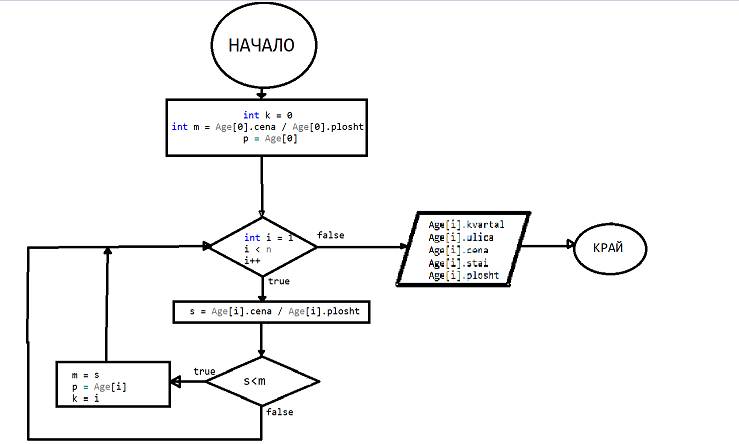 НАЧАЛО
int k = 0
int m = Age[0].cena / Age[0].plosht
p = Age[0]
int i = 1
i < n
i++
false
true
Age[i].kvartal
Age[i].ulica
Age[i].cena
Age[i].stai
Age[i].plosht
КРАЙ
s = Age[i].cena / Age[i].plosht
s<m
true
false
m = s
p = Age[i]
k = i